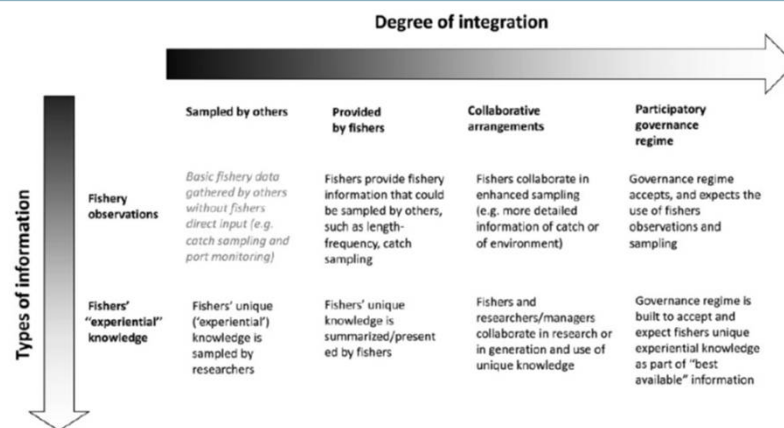 Degree of integration
Types of information
Sampled by others
Provided
by fishers
Collaborative
arrangements
Participatory
governance
regime
Fishery
observations
Basic fishery data
gathered by others
without fishers
direct input (e.g.
catch sampling and
port monitoring)
Fishers provide fishery
information that could
be sampled by others,
such as length-
frequency, catch
sampling
Fishers collaborate in
enhanced sampling
(e.g. more detailed
information of catch or
of environment)
Governance regime
accepts, and expects the
use of fishers
observations and
sampling
Fishers'
"experiential"
knowledge
Fishers' unique
('experiential')
knowledge is
sampled by
researchers
Fishers' unique
knowledge is
summarized/present
ed by fishers
Fishers and
researchers/managers
collaborate in research or
in generation and use of
unique knowledge
Governance regime is
built to accept and
expect fishers unique
experiential knowledge
as part of "best
available" information